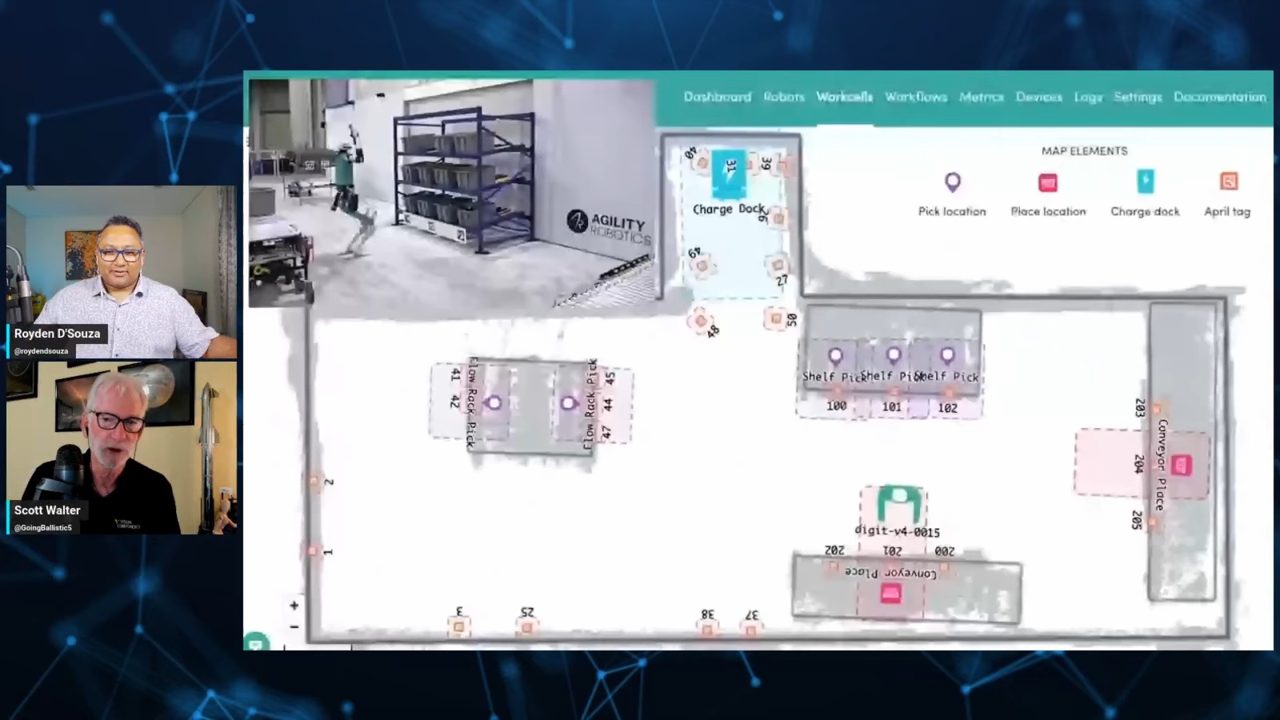 Dashboard Robots Workcells Workflows Metrics Devices Logs Settings Documentation
MAP ELEMENTS
Pick location Place location Charge dock April tag
AGILITY
ROBOTICS
40 31 39
Charge Dock
36
49 27
48 50
Royden D'Souza
@roydendsouza
Scott Walter
@GoingBallistic5
41
42
Flow Rack Pick
Flow Rack Pick
45
44
47
Shelf Pick Shelf Pick Shelf Pick
100 101 102
203
204
205
Conveyor Place
digit-v4-0015
202 201 200
Conveyor Place
2
1
+
-
3 25 38 37